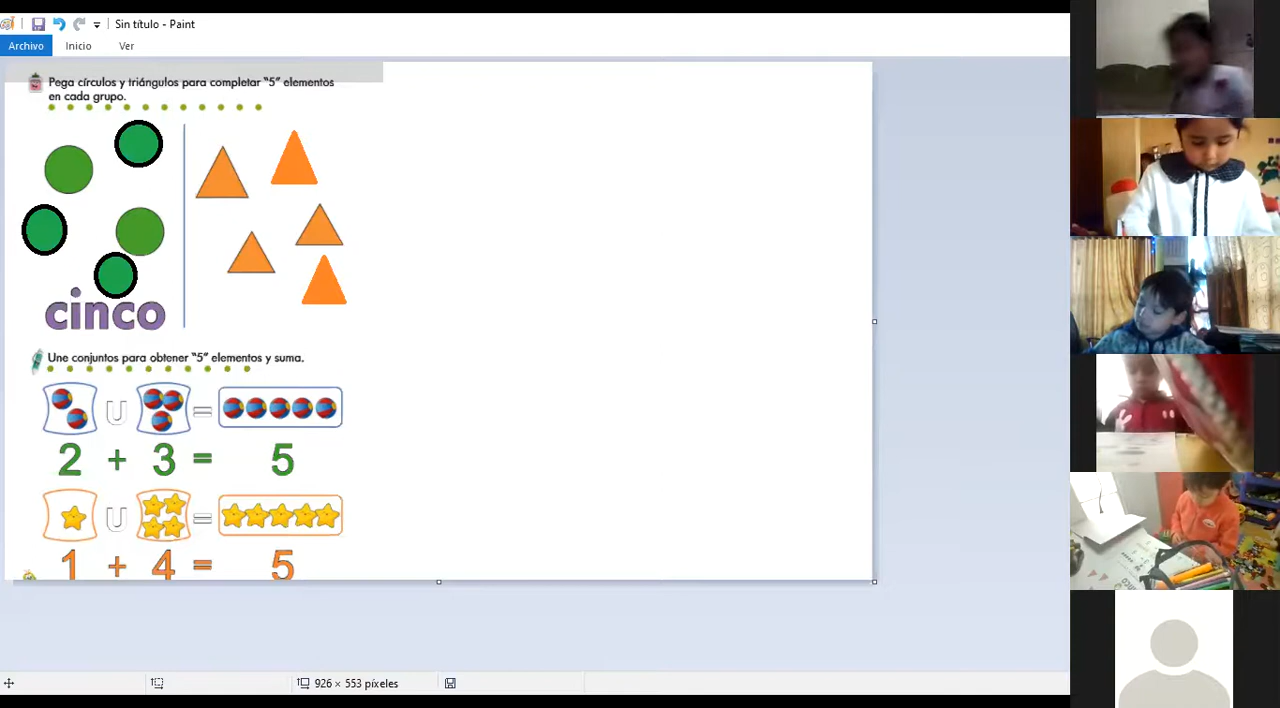 Sin título - Paint
Archivo Inicio Ver
Pega círculos y triángulos para completar "5" elementos
en cada grupo.
cinco
Une conjuntos para obtener "5" elementos y suma.
U =
2 + 3 = 5
U =
1 + 4 = 5
926 × 553 píxeles